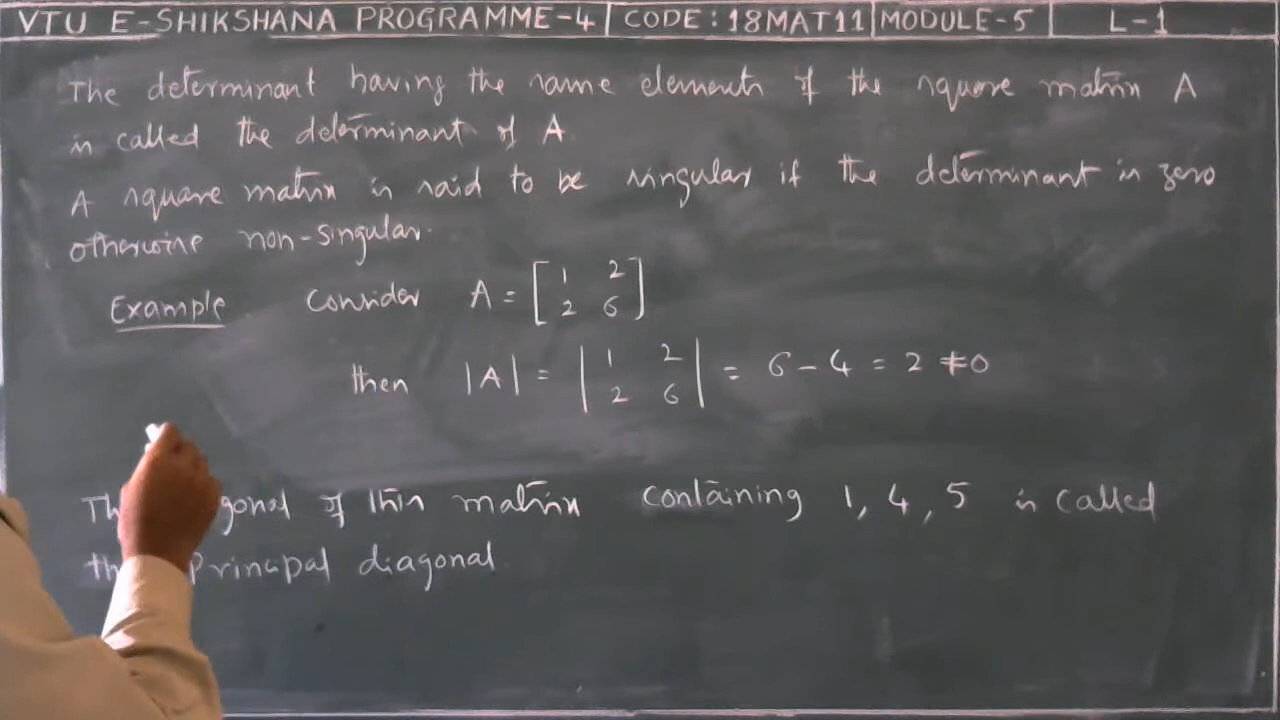 VTU E-SHIKSHANA PROGRAMME-4 | CODE: 18MAT11 | MODULE-5 | L-1
The determinant having the same elements of the square matrix A
is called the determinant of A.
A square matrix is said to be singular if the determinant is zero
otherwise non-singular.
Example Consider A = [1 2
2 6]
then |A| = |1 2
2 6| = 6 - 4 = 2 ≠ 0
of this matrix containing 1, 4, 5 is called
Principal diagonal